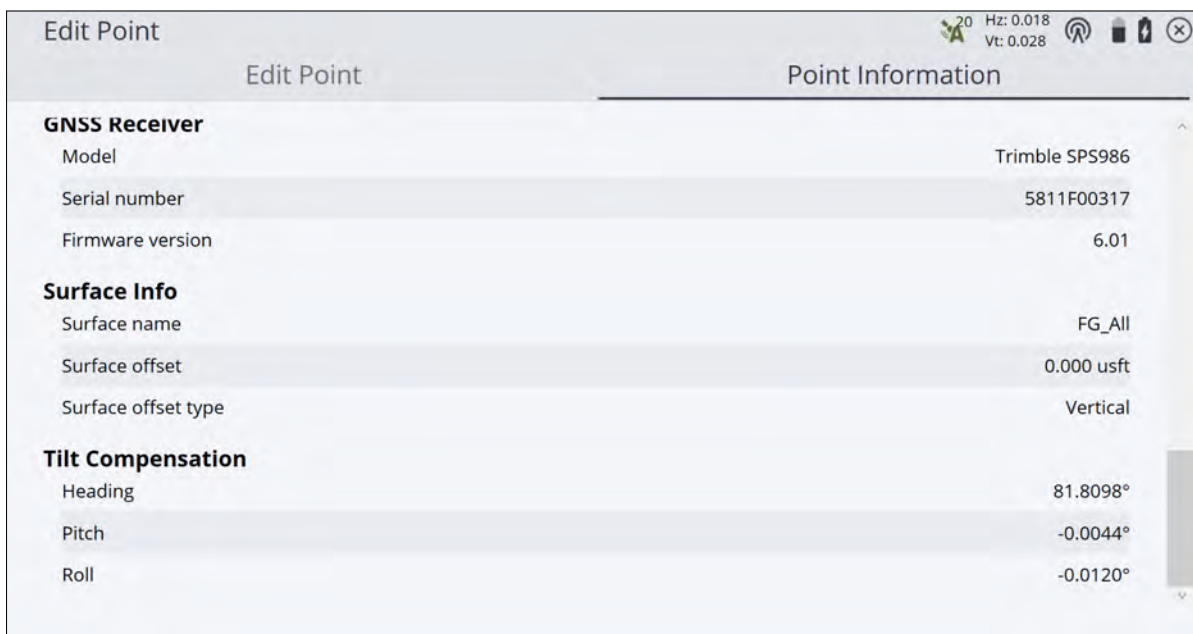 Edit Point
20 Hz: 0.018
Vt: 0.028
Edit Point Point Information
GNSS Receiver
Model Trimble SPS986
Serial number 5811F00317
Firmware version 6.01
Surface Info
Surface name FG_All
Surface offset 0.000 usft
Surface offset type Vertical
Tilt Compensation
Heading 81.8098°
Pitch -0.0044°
Roll -0.0120°